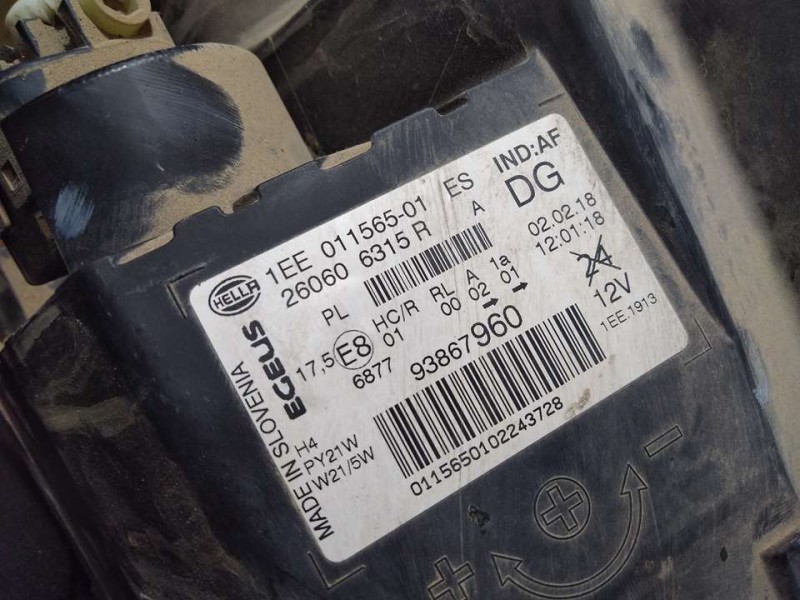 HELLA
1EE 011565-01 ES IND:AF
26060 6315 R A DG
PL
02.02.18
12:01:18
HC/R RL A 1a
17,5 E8 01 00 02 01
6877
24
12V
1EE.1913
93867960
EGEUS
MADE IN SLOVENIA
H4
PY21W
W21/5W
0115650102243728